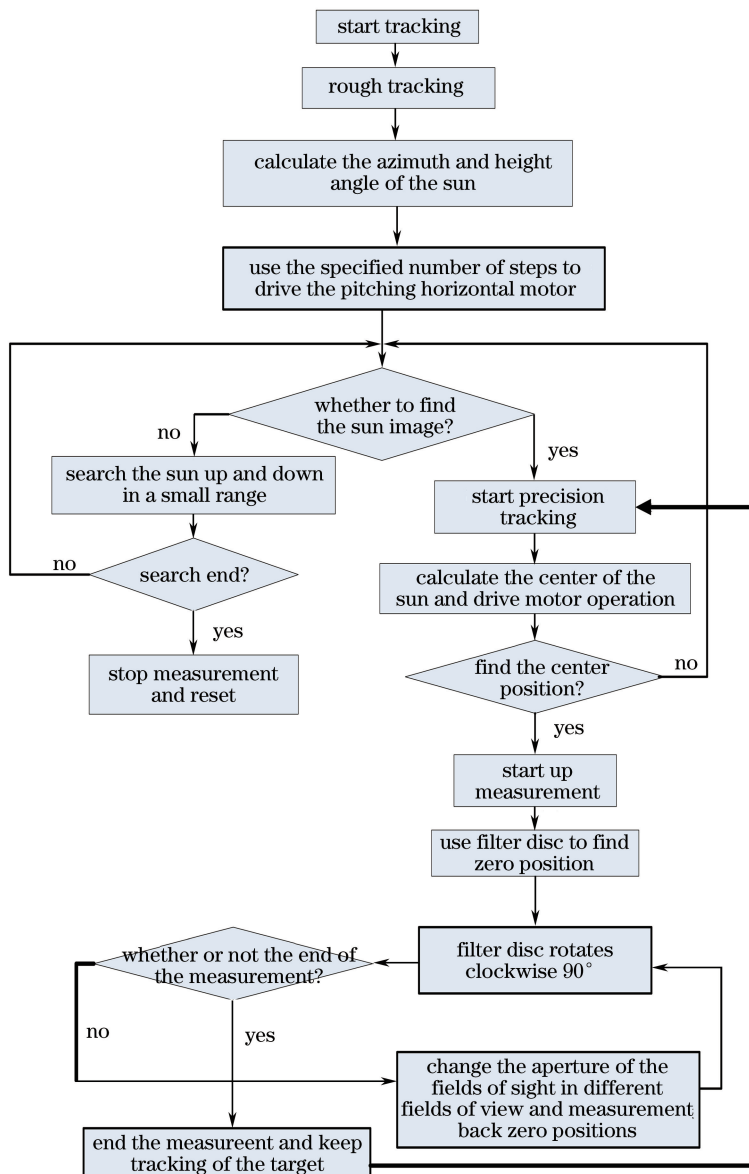 start tracking
rough tracking
calculate the azimuth and height
angle of the sun
use the specified number of steps to
drive the pitching horizontal motor
whether to find
the sun image?
no
yes
search the sun up and down
in a small range
start precision
tracking
no
search end?
calculate the center of the
sun and drive motor operation
yes
find the center
position?
no
stop measurement
and reset
yes
start up
measurement
use filter disc to find
zero position
whether or not the end of
the measurement?
filter disc rotates
clockwise 90°
no
yes
change the aperture of the
fields of sight in different
fields of view and measurement,
back zero positions
end the measureent and keep
tracking of the target